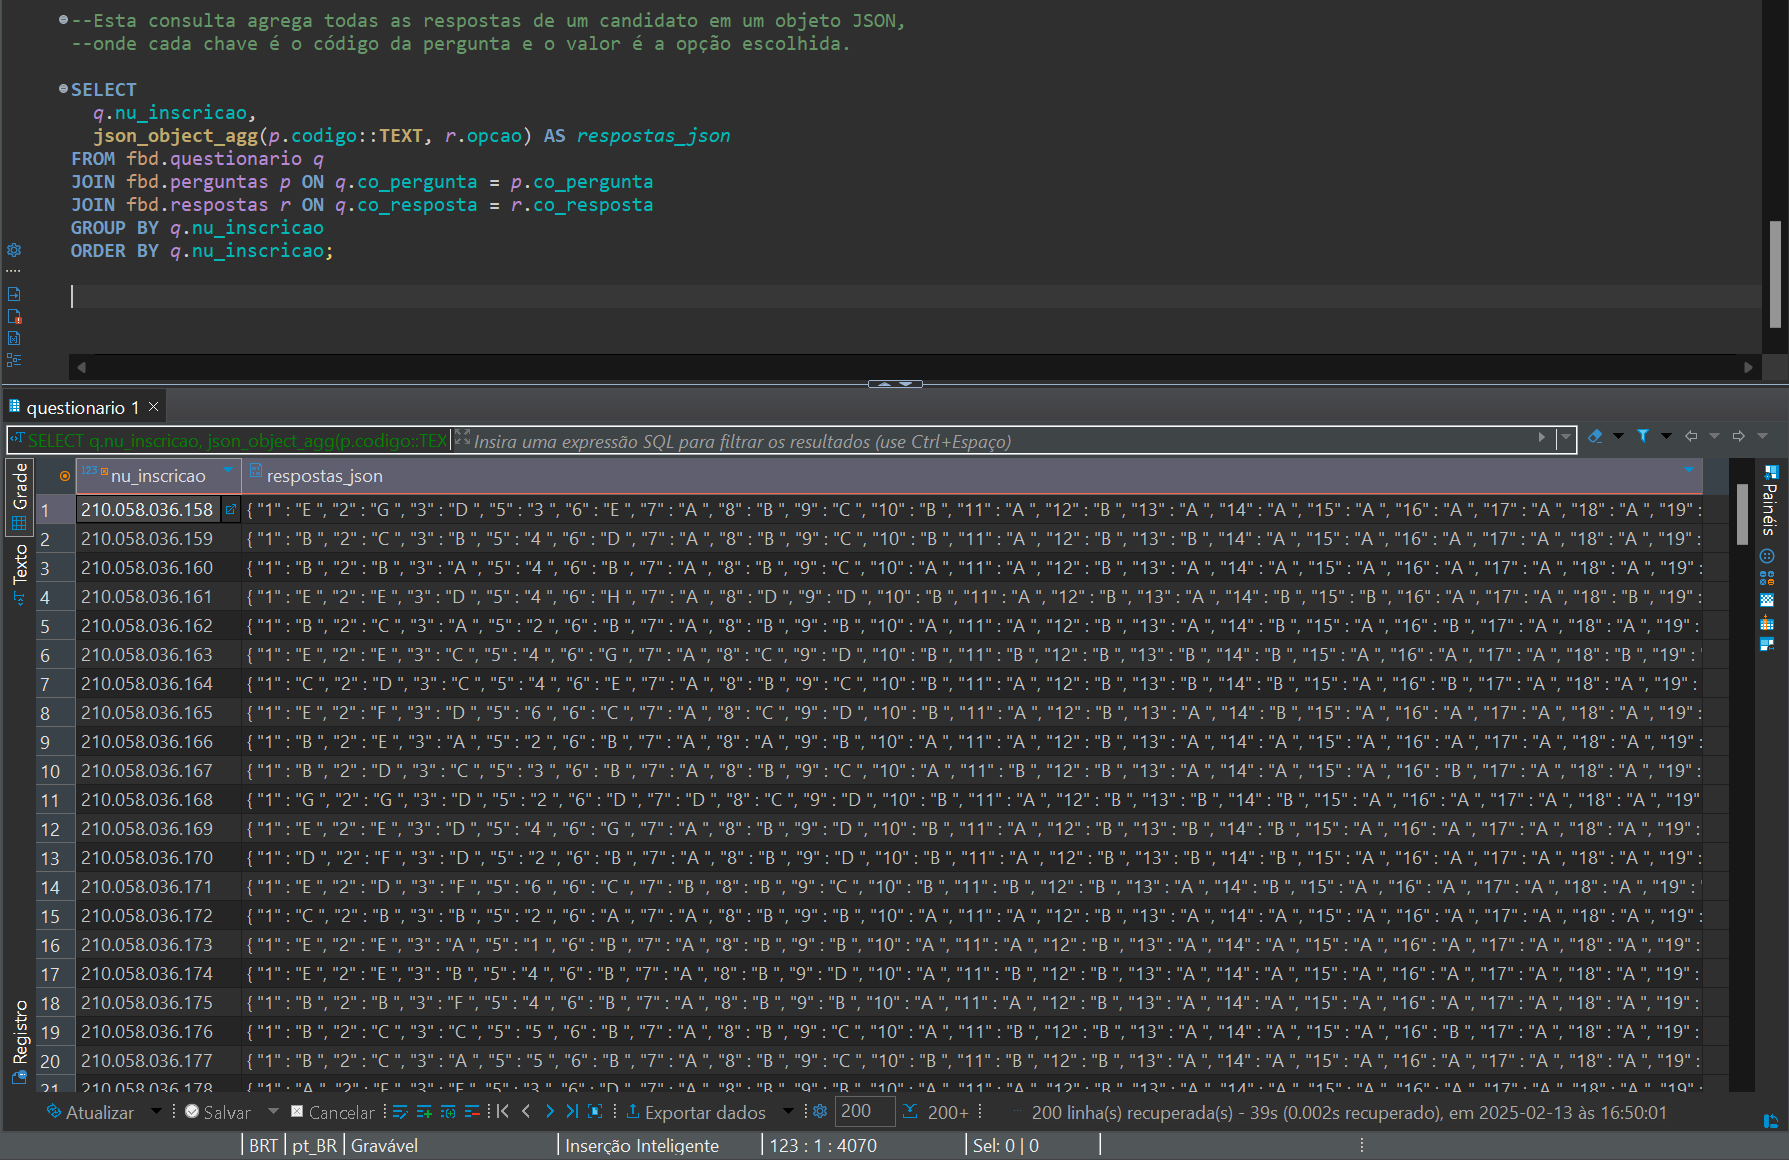 --Esta consulta agrega todas as respostas de um candidato em um objeto JSON,
--onde cada chave é o código da pergunta e o valor é a opção escolhida.
SELECT
q.nu_inscricao,
json_object_agg(p.codigo::TEXT, r.opcao) AS respostas_json
FROM fbd.questionario q
JOIN fbd.perguntas p ON q.co_pergunta = p.co_pergunta
JOIN fbd.respostas r ON q.co_resposta = r.co_resposta
GROUP BY q.nu_inscricao
ORDER BY q.nu_inscricao;
questionario 1
SELECT q.nu_inscricao, json_object_agg(p.codigo::TEX Insira uma expressão SQL para filtrar os resultados (use Ctrl+Espaço)
Grade
Texto
Registro
Painéis
123 nu_inscricao respostas_json
1 210.058.036.158 { "1" : "E ", "2" : "G ", "3" : "D ", "5" : "3 ", "6" : "E ", "7" : "A ", "8" : "B ", "9" : "C ", "10" : "B ", "11" : "A ", "12" : "B ", "13" : "A ", "14" : "A ", "15" : "A ", "16" : "A ", "17" : "A ", "18" : "A ", "19" :
2 210.058.036.159 { "1" : "B ", "2" : "C ", "3" : "B ", "5" : "4 ", "6" : "D ", "7" : "A ", "8" : "B ", "9" : "C ", "10" : "B ", "11" : "A ", "12" : "B ", "13" : "B ", "14" : "A ", "15" : "A ", "16" : "A ", "17" : "A ", "18" : "A ", "19" :
3 210.058.036.160 { "1" : "B ", "2" : "B ", "3" : "A ", "5" : "4 ", "6" : "B ", "7" : "A ", "8" : "B ", "9" : "C ", "10" : "A ", "11" : "A ", "12" : "B ", "13" : "A ", "14" : "A ", "15" : "A ", "16" : "A ", "17" : "A ", "18" : "A ", "19" :
4 210.058.036.161 { "1" : "E ", "2" : "E ", "3" : "D ", "5" : "4 ", "6" : "H ", "7" : "A ", "8" : "D ", "9" : "D ", "10" : "B ", "11" : "A ", "12" : "B ", "13" : "A ", "14" : "B ", "15" : "B ", "16" : "A ", "17" : "A ", "18" : "B ", "19" :
5 210.058.036.162 { "1" : "B ", "2" : "C ", "3" : "A ", "5" : "2 ", "6" : "B ", "7" : "A ", "8" : "B ", "9" : "B ", "10" : "A ", "11" : "A ", "12" : "B ", "13" : "A ", "14" : "B ", "15" : "A ", "16" : "B ", "17" : "A ", "18" : "A ", "19" :
6 210.058.036.163 { "1" : "E ", "2" : "E ", "3" : "C ", "5" : "4 ", "6" : "G ", "7" : "A ", "8" : "C ", "9" : "D ", "10" : "B ", "11" : "B ", "12" : "B ", "13" : "B ", "14" : "B ", "15" : "A ", "16" : "A ", "17" : "A ", "18" : "B ", "19" :
7 210.058.036.164 { "1" : "C ", "2" : "D ", "3" : "C ", "5" : "4 ", "6" : "E ", "7" : "A ", "8" : "B ", "9" : "C ", "10" : "B ", "11" : "A ", "12" : "B ", "13" : "B ", "14" : "B ", "15" : "A ", "16" : "B ", "17" : "A ", "18" : "A ", "19" :
8 210.058.036.165 { "1" : "E ", "2" : "F ", "3" : "D ", "5" : "6 ", "6" : "C ", "7" : "A ", "8" : "C ", "9" : "D ", "10" : "B ", "11" : "A ", "12" : "B ", "13" : "A ", "14" : "B ", "15" : "A ", "16" : "A ", "17" : "A ", "18" : "A ", "19" :
9 210.058.036.166 { "1" : "B ", "2" : "E ", "3" : "A ", "5" : "2 ", "6" : "B ", "7" : "A ", "8" : "A ", "9" : "B ", "10" : "A ", "11" : "A ", "12" : "B ", "13" : "A ", "14" : "A ", "15" : "A ", "16" : "A ", "17" : "A ", "18" : "A ", "19" :
10 210.058.036.167 { "1" : "B ", "2" : "D ", "3" : "C ", "5" : "3 ", "6" : "B ", "7" : "A ", "8" : "B ", "9" : "C ", "10" : "A ", "11" : "B ", "12" : "B ", "13" : "A ", "14" : "A ", "15" : "A ", "16" : "B ", "17" : "A ", "18" : "A ", "19" :
11 210.058.036.168 { "1" : "G ", "2" : "G ", "3" : "D ", "5" : "2 ", "6" : "D ", "7" : "D ", "8" : "C ", "9" : "D ", "10" : "B ", "11" : "A ", "12" : "B ", "13" : "B ", "14" : "B ", "15" : "A ", "16" : "A ", "17" : "A ", "18" : "A ", "19"
12 210.058.036.169 { "1" : "E ", "2" : "E ", "3" : "D ", "5" : "4 ", "6" : "G ", "7" : "A ", "8" : "B ", "9" : "D ", "10" : "B ", "11" : "A ", "12" : "B ", "13" : "B ", "14" : "B ", "15" : "A ", "16" : "A ", "17" : "A ", "18" : "A ", "19" :
13 210.058.036.170 { "1" : "D ", "2" : "F ", "3" : "D ", "5" : "2 ", "6" : "B ", "7" : "A ", "8" : "B ", "9" : "D ", "10" : "B ", "11" : "A ", "12" : "B ", "13" : "B ", "14" : "B ", "15" : "A ", "16" : "A ", "17" : "A ", "18" : "A ", "19" :
14 210.058.036.171 { "1" : "E ", "2" : "D ", "3" : "F ", "5" : "6 ", "6" : "C ", "7" : "B ", "8" : "B ", "9" : "C ", "10" : "B ", "11" : "B ", "12" : "B ", "13" : "A ", "14" : "B ", "15" : "A ", "16" : "A ", "17" : "A ", "18" : "A ", "19" :
15 210.058.036.172 { "1" : "C ", "2" : "B ", "3" : "B ", "5" : "2 ", "6" : "A ", "7" : "A ", "8" : "B ", "9" : "B ", "10" : "A ", "11" : "A ", "12" : "B ", "13" : "A ", "14" : "A ", "15" : "A ", "16" : "A ", "17" : "A ", "18" : "A ", "19" :
16 210.058.036.173 { "1" : "E ", "2" : "E ", "3" : "A ", "5" : "1 ", "6" : "B ", "7" : "A ", "8" : "B ", "9" : "B ", "10" : "A ", "11" : "A ", "12" : "B ", "13" : "A ", "14" : "A ", "15" : "A ", "16" : "A ", "17" : "A ", "18" : "A ", "19" :
17 210.058.036.174 { "1" : "E ", "2" : "E ", "3" : "B ", "5" : "4 ", "6" : "B ", "7" : "A ", "8" : "B ", "9" : "D ", "10" : "A ", "11" : "B ", "12" : "B ", "13" : "A ", "14" : "A ", "15" : "A ", "16" : "A ", "17" : "A ", "18" : "A ", "19" :
18 210.058.036.175 { "1" : "B ", "2" : "B ", "3" : "F ", "5" : "4 ", "6" : "B ", "7" : "A ", "8" : "B ", "9" : "B ", "10" : "A ", "11" : "A ", "12" : "B ", "13" : "A ", "14" : "A ", "15" : "A ", "16" : "A ", "17" : "A ", "18" : "A ", "19" :
19 210.058.036.176 { "1" : "B ", "2" : "C ", "3" : "C ", "5" : "5 ", "6" : "B ", "7" : "A ", "8" : "B ", "9" : "C ", "10" : "A ", "11" : "B ", "12" : "B ", "13" : "A ", "14" : "A ", "15" : "A ", "16" : "B ", "17" : "A ", "18" : "A ", "19" :
20 210.058.036.177 { "1" : "B ", "2" : "C ", "3" : "A ", "5" : "5 ", "6" : "B ", "7" : "A ", "8" : "B ", "9" : "C ", "10" : "B ", "11" : "B ", "12" : "B ", "13" : "A ", "14" : "A ", "15" : "A ", "16" : "A ", "17" : "A ", "18" : "A ", "19" :
21 210.058.036.178
Atualizar Salvar Cancelar Exportar dados 200 200+ 200 linha(s) recuperada(s) - 39s (0.002s recuperado), em 2025-02-13 às 16:50:01
BRT pt_BR Gravável Inserção Inteligente 123 : 1 : 4070 Sel: 0 | 0